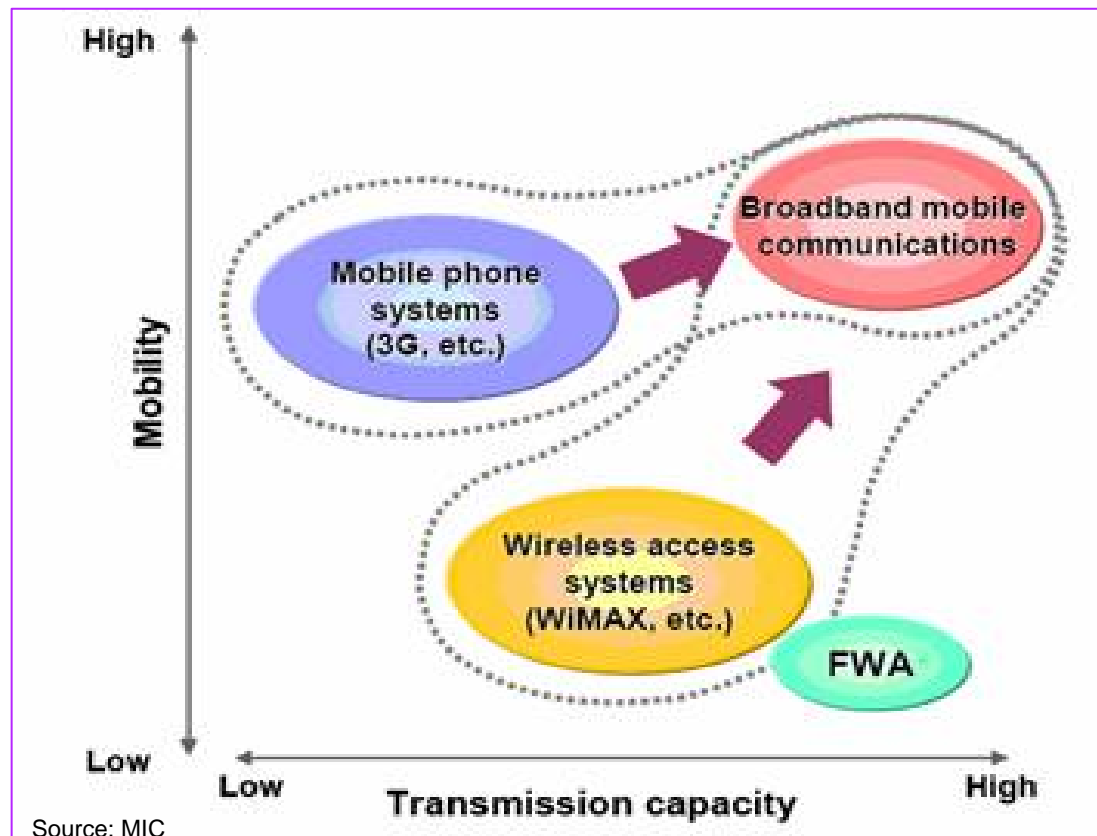 High
Broadband mobile
communications
Mobile phone
systems
(3G, etc.)
Mobility
Wireless access
systems
(WiMAX, etc.)
FWA
Low
Low
High
Transmission capacity
Source: MIC